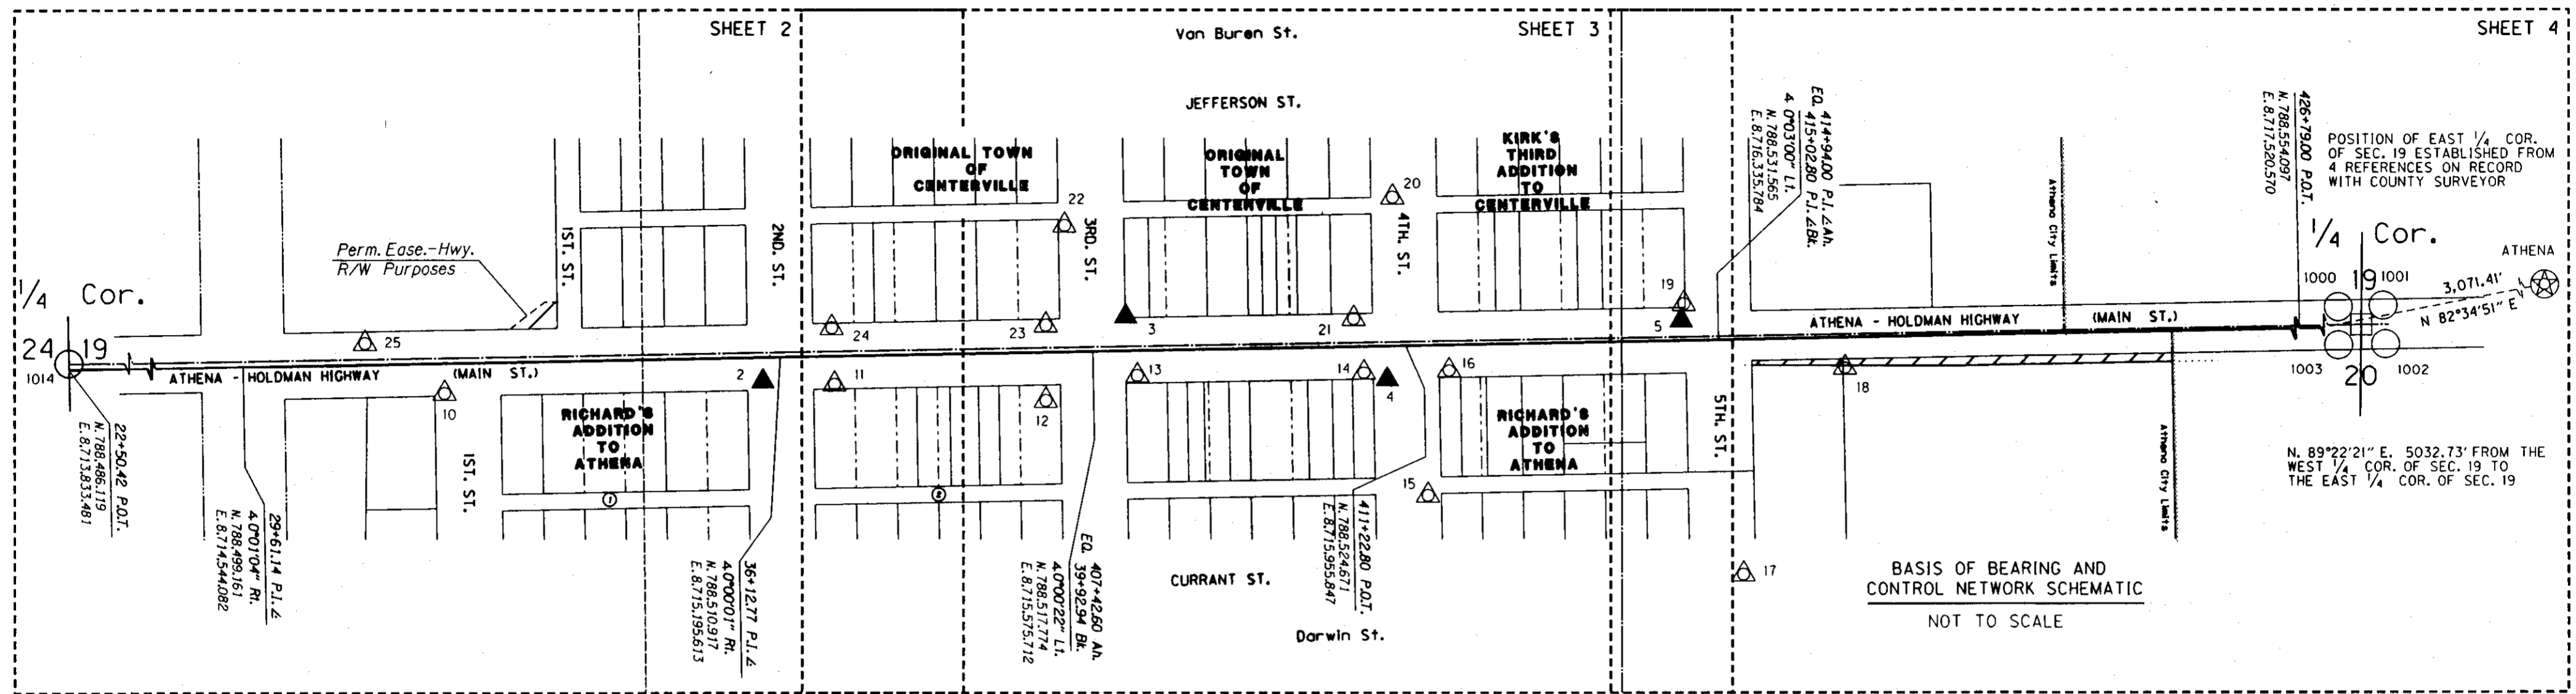 SHEET 2
SHEET 3
SHEET 4
Van Buren St.
JEFFERSON ST.
ORIGINAL TOWN
OF
CENTERVILLE
ORIGINAL
TOWN
OF
CENTERVILLE
KIRK'S
THIRD
ADDITION
TO
CENTERVILLE
EQ. 414+94.00 P.I. ∠Ah.
415+02.80 P.I. ∠Bk.
∠ 0°03'00" Lt.
N. 788,531.565
E. 8,716,335.784
426+79.00 P.O.T.
N. 788,554.097
E. 8,717,520.570
POSITION OF EAST 1/4 COR.
OF SEC. 19 ESTABLISHED FROM
4 REFERENCES ON RECORD
WITH COUNTY SURVEYOR
1/4 Cor.
ATHENA
1000
19
1001
3,071.41'
N 82°34'51" E
Athena City Limits
20
22
1ST. ST.
2ND. ST.
3RD. ST.
4TH. ST.
Perm. Ease.-Hwy.
R/W Purposes
1/4 Cor.
24 19
1014
25
24
23
3
21
19
5
ATHENA - HOLDMAN HIGHWAY (MAIN ST.)
ATHENA - HOLDMAN HIGHWAY (MAIN ST.)
10
2
11
12
13
14
4
16
18
1003
20
1002
RICHARD'S
ADDITION
TO
ATHENA
RICHARD'S
ADDITION
TO
ATHENA
1ST. ST.
5TH. ST.
Athena City Limits
1
2
15
17
22+50.42 P.O.T.
N. 788,486.119
E. 8,713,833.481
29+61.14 P.I. ∠
∠ 0°01'04" Rt.
N. 788,499.161
E. 8,714,544.082
36+12.77 P.I. ∠
∠ 0°00'01" Rt.
N. 788,510.917
E. 8,715,195.613
407+42.60 Ah.
EQ. 39+92.94 Bk.
∠ 0°00'22" Lt.
N. 788,517.774
E. 8,715,575.712
411+22.80 P.O.T.
N. 788,524.671
E. 8,715,955.847
CURRANT ST.
Darwin St.
N. 89°22'21" E. 5032.73' FROM THE
WEST 1/4 COR. OF SEC. 19 TO
THE EAST 1/4 COR. OF SEC. 19
BASIS OF BEARING AND
CONTROL NETWORK SCHEMATIC
NOT TO SCALE